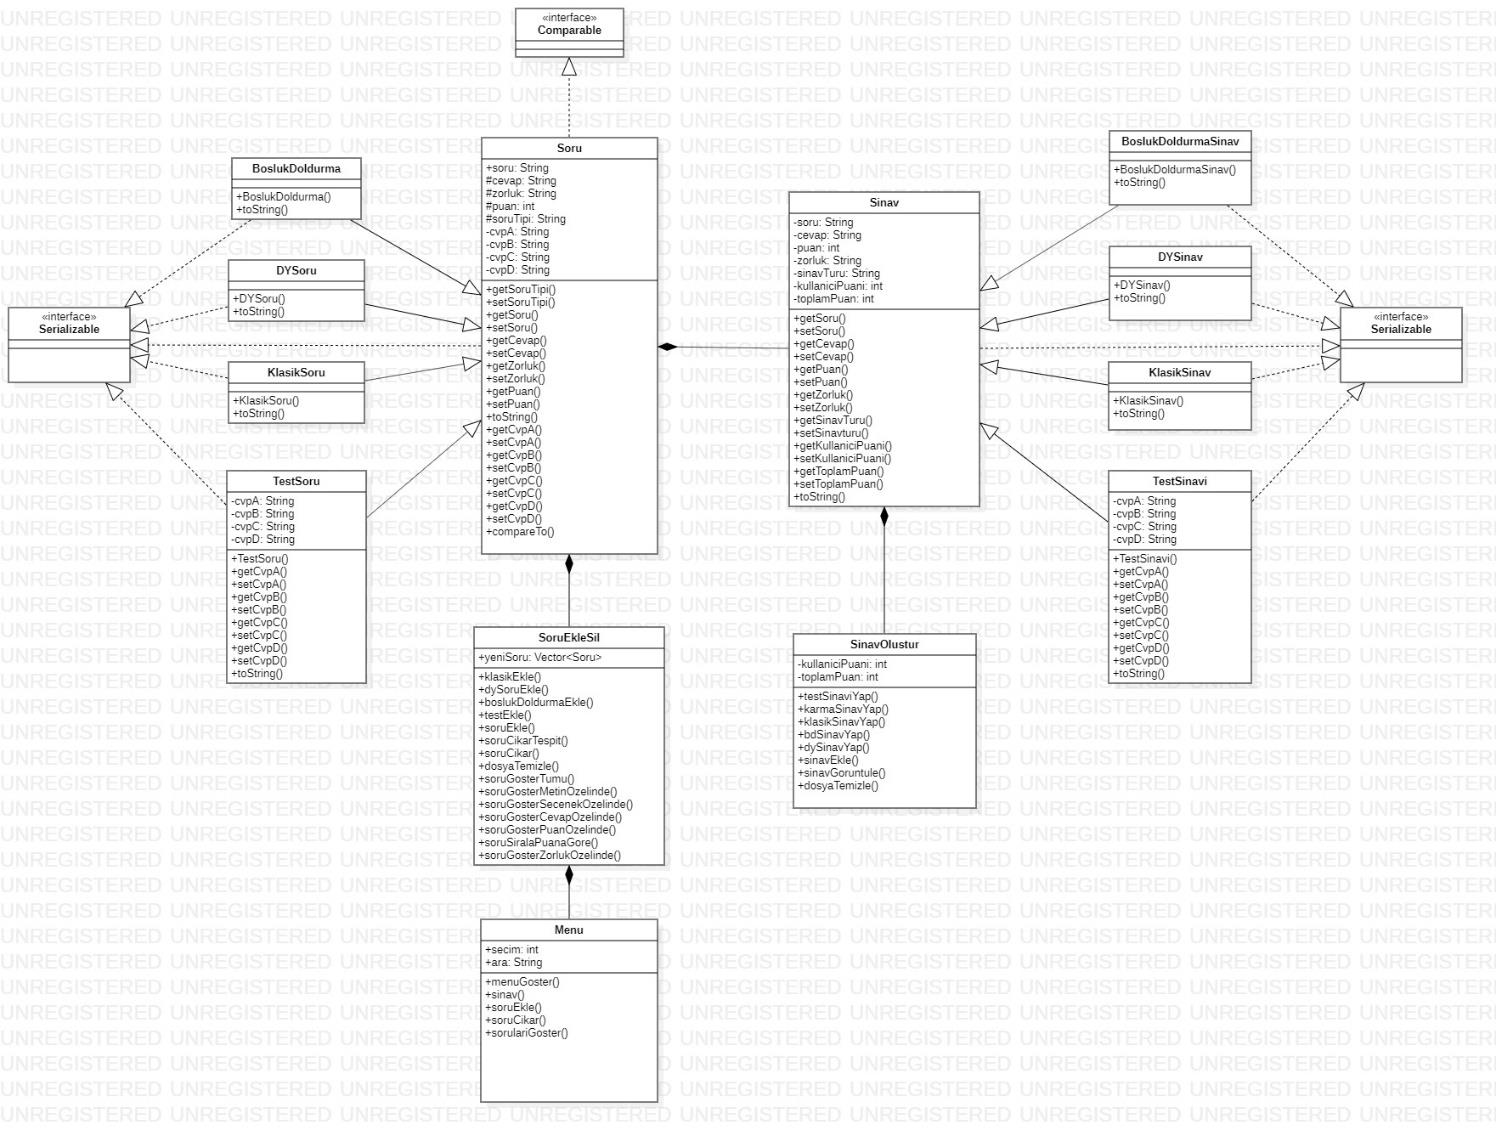 «interface»
Comparable
Soru
+soru: String
#cevap: String
#zorluk: String
#puan: int
#soruTipi: String
-cvpA: String
-cvpB: String
-cvpC: String
-cvpD: String
+getSoruTipi()
+setSoruTipi()
+getSoru()
+setSoru()
+getCevap()
+setCevap()
+getZorluk()
+setZorluk()
+getPuan()
+setPuan()
+toString()
+getCvpA()
+setCvpA()
+getCvpB()
+setCvpB()
+getCvpC()
+setCvpC()
+getCvpD()
+setCvpD()
+compareTo()
BoslukDoldurma
+BoslukDoldurma()
+toString()
DYSoru
+DYSoru()
+toString()
«interface»
Serializable
KlasikSoru
+KlasikSoru()
+toString()
TestSoru
-cvpA: String
-cvpB: String
-cvpC: String
-cvpD: String
+TestSoru()
+getCvpA()
+setCvpA()
+getCvpB()
+setCvpB()
+getCvpC()
+setCvpC()
+getCvpD()
+setCvpD()
+toString()
Sinav
-soru: String
-cevap: String
-puan: int
-zorluk: String
-sinavTuru: String
-kullaniciPuani: int
-toplamPuan: int
+getSoru()
+setSoru()
+getCevap()
+setCevap()
+getPuan()
+setPuan()
+getZorluk()
+setZorluk()
+getSinavTuru()
+setSinavturu()
+getKullaniciPuani()
+setKullaniciPuani()
+getToplamPuan()
+setToplamPuan()
+toString()
BoslukDoldurmaSinav
+BoslukDoldurmaSinav()
+toString()
DYSinav
+DYSinav()
+toString()
«interface»
Serializable
KlasikSinav
+KlasikSinav()
+toString()
TestSinavi
-cvpA: String
-cvpB: String
-cvpC: String
-cvpD: String
+TestSinavi()
+getCvpA()
+setCvpA()
+getCvpB()
+setCvpB()
+getCvpC()
+setCvpC()
+getCvpD()
+setCvpD()
+toString()
SoruEkleSil
+yeniSoru: Vector<Soru>
+klasikEkle()
+dySoruEkle()
+boslukDoldurmaEkle()
+testEkle()
+soruEkle()
+soruCikarTespit()
+soruCikar()
+dosyaTemizle()
+soruGosterTumu()
+soruGosterMetinOzelinde()
+soruGosterSecenekOzelinde()
+soruGosterCevapOzelinde()
+soruGosterPuanOzelinde()
+soruSiralaPuanaGore()
+soruGosterZorlukOzelinde()
SinavOlustur
-kullaniciPuani: int
-toplamPuan: int
+testSinaviYap()
+karmaSinavYap()
+klasikSinavYap()
+bdSinavYap()
+dySinavYap()
+sinavEkle()
+sinavGoruntule()
+dosyaTemizle()
Menu
+secim: int
+ara: String
+menuGoster()
+sinav()
+soruEkle()
+soruCikar()
+sorulariGoster()
UNREGISTERED